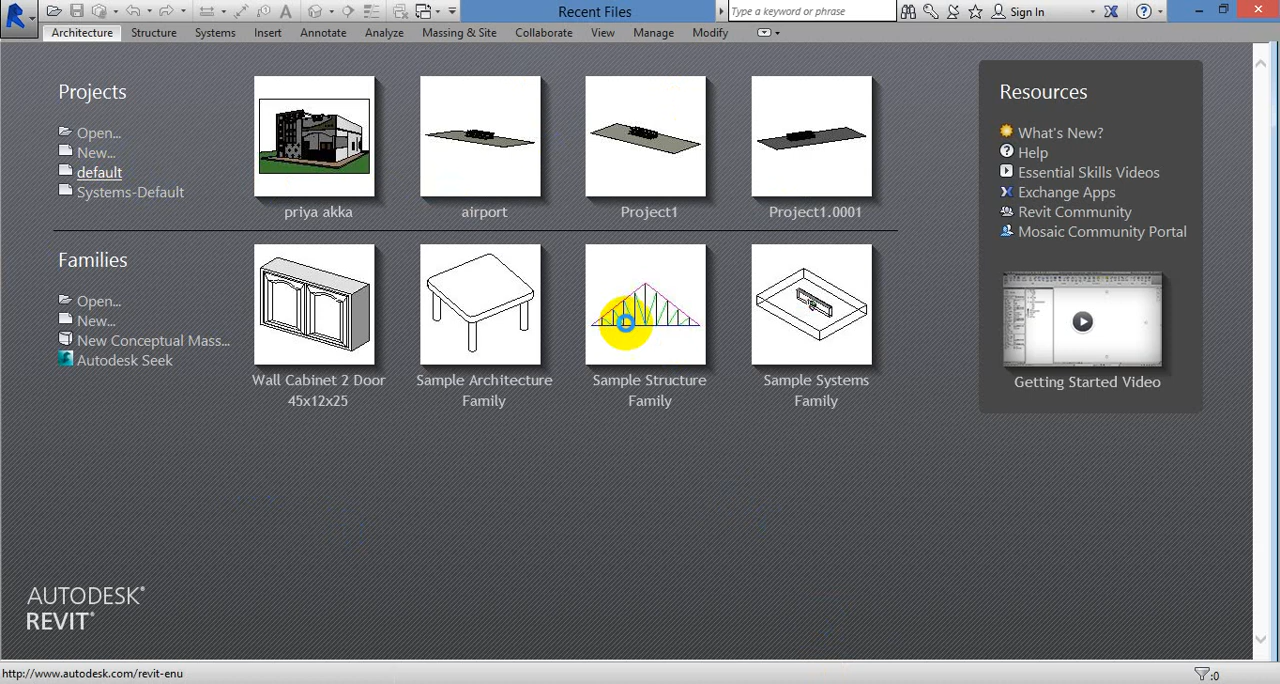 Recent Files
Type a keyword or phrase
Sign In
Architecture Structure Systems Insert Annotate Analyze Massing & Site Collaborate View Manage Modify
Projects
Open...
New...
default
Systems-Default
priya akka
airport
Project1
Project1.0001
Families
Open...
New...
New Conceptual Mass...
Autodesk Seek
Wall Cabinet 2 Door
45x12x25
Sample Architecture
Family
Sample Structure
Family
Sample Systems
Family
Resources
What's New?
Help
Essential Skills Videos
Exchange Apps
Revit Community
Mosaic Community Portal
Getting Started Video
AUTODESK®
REVIT®
http://www.autodesk.com/revit-enu
:0